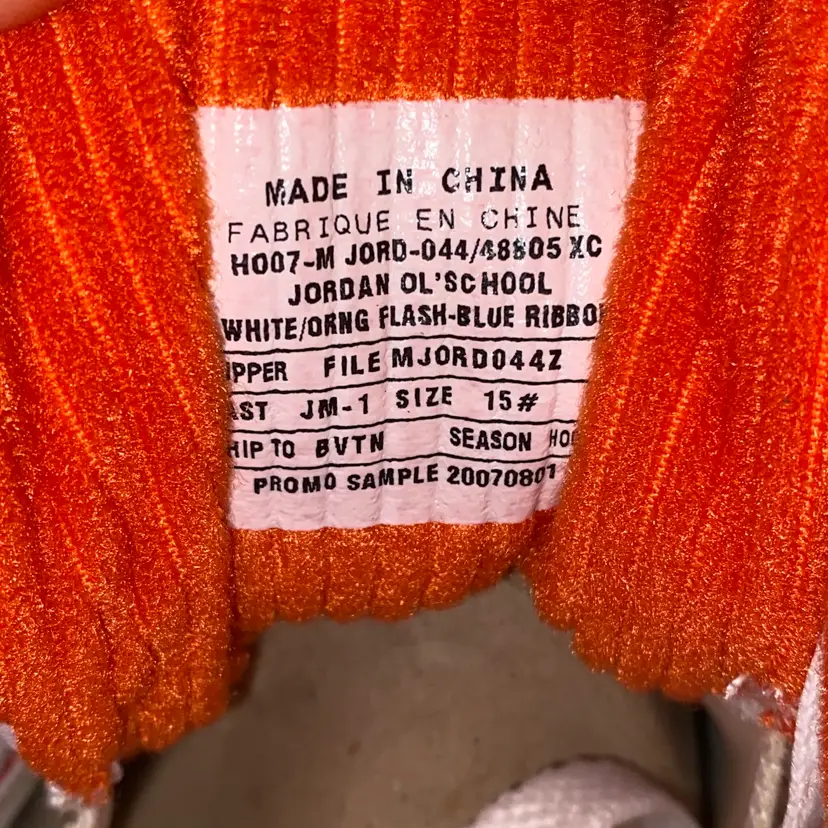 MADE IN CHINA
FABRIQUE EN CHINE
HO07-M JORD-044/48805 XC
JORDAN OL'SCHOOL
WHITE/ORNG FLASH-BLUE RIBBO
PPER FILE MJORD044Z
AST JM-1 SIZE 15#
HIP TO BVTN SEASON HO
PROMO SAMPLE 20070801